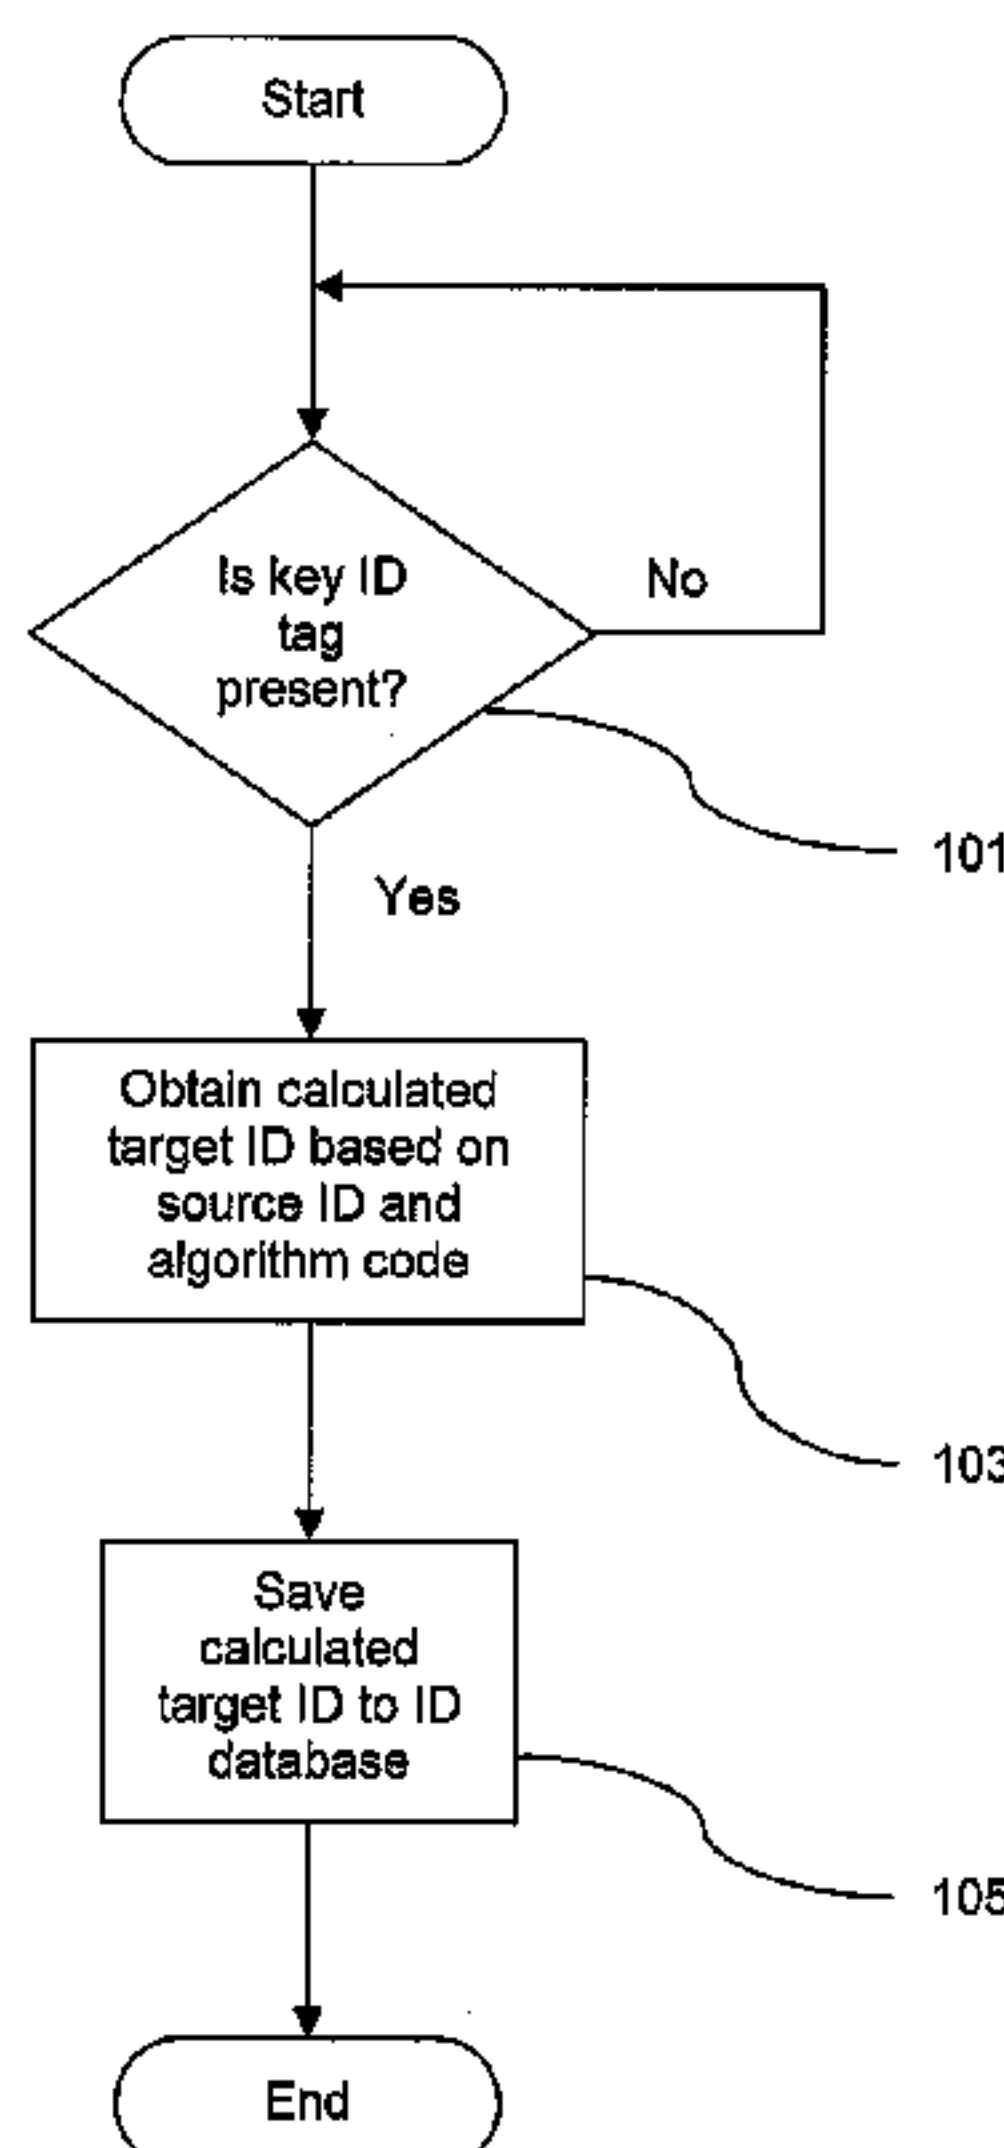 Start
Is key ID
tag
present?
No
101
Yes
Obtain calculated
target ID based on
source ID and
algorithm code
103
Save
calculated
target ID to ID
database
105
End